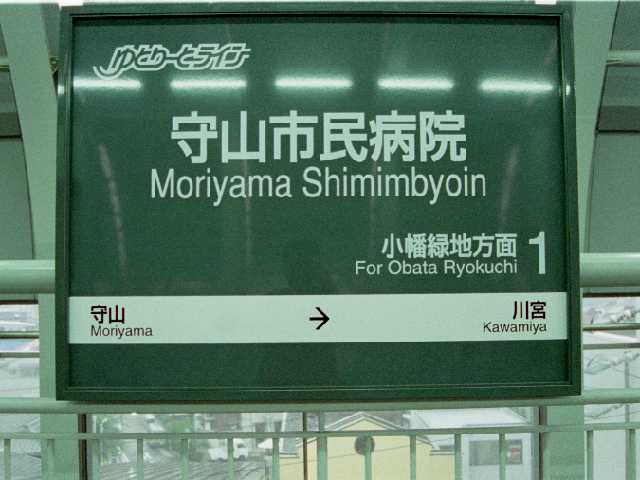 ゆとりーとライン
守山市民病院
Moriyama Shimimbyoin
小幡緑地方面 1
For Obata Ryokuchi
守山 → 川宮
Moriyama Kawamiya